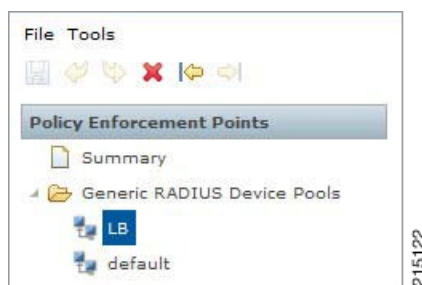 File Tools
Policy Enforcement Points
Summary
Generic RADIUS Device Pools
LB
default
215122